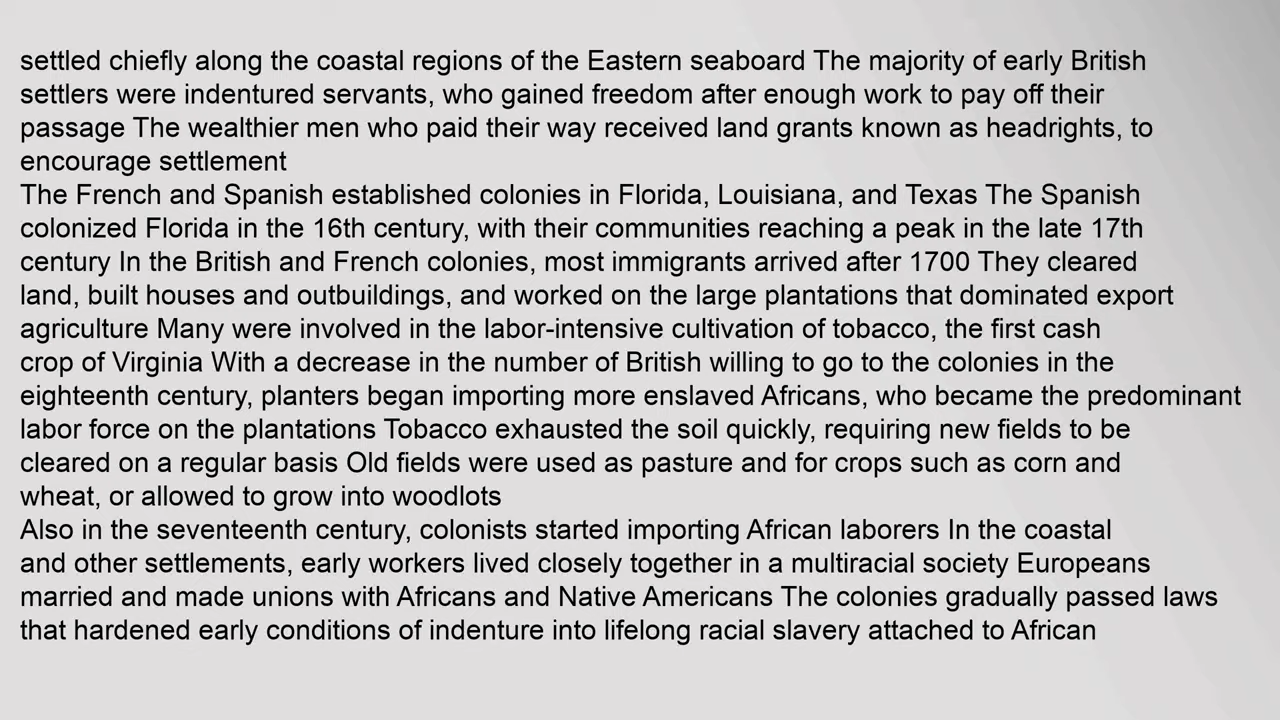 settled chiefly along the coastal regions of the Eastern seaboard The majority of early British
settlers were indentured servants, who gained freedom after enough work to pay off their
passage The wealthier men who paid their way received land grants known as headrights, to
encourage settlement
The French and Spanish established colonies in Florida, Louisiana, and Texas The Spanish
colonized Florida in the 16th century, with their communities reaching a peak in the late 17th
century In the British and French colonies, most immigrants arrived after 1700 They cleared
land, built houses and outbuildings, and worked on the large plantations that dominated export
agriculture Many were involved in the labor-intensive cultivation of tobacco, the first cash
crop of Virginia With a decrease in the number of British willing to go to the colonies in the
eighteenth century, planters began importing more enslaved Africans, who became the predominant
labor force on the plantations Tobacco exhausted the soil quickly, requiring new fields to be
cleared on a regular basis Old fields were used as pasture and for crops such as corn and
wheat, or allowed to grow into woodlots
Also in the seventeenth century, colonists started importing African laborers In the coastal
and other settlements, early workers lived closely together in a multiracial society Europeans
married and made unions with Africans and Native Americans The colonies gradually passed laws
that hardened early conditions of indenture into lifelong racial slavery attached to African